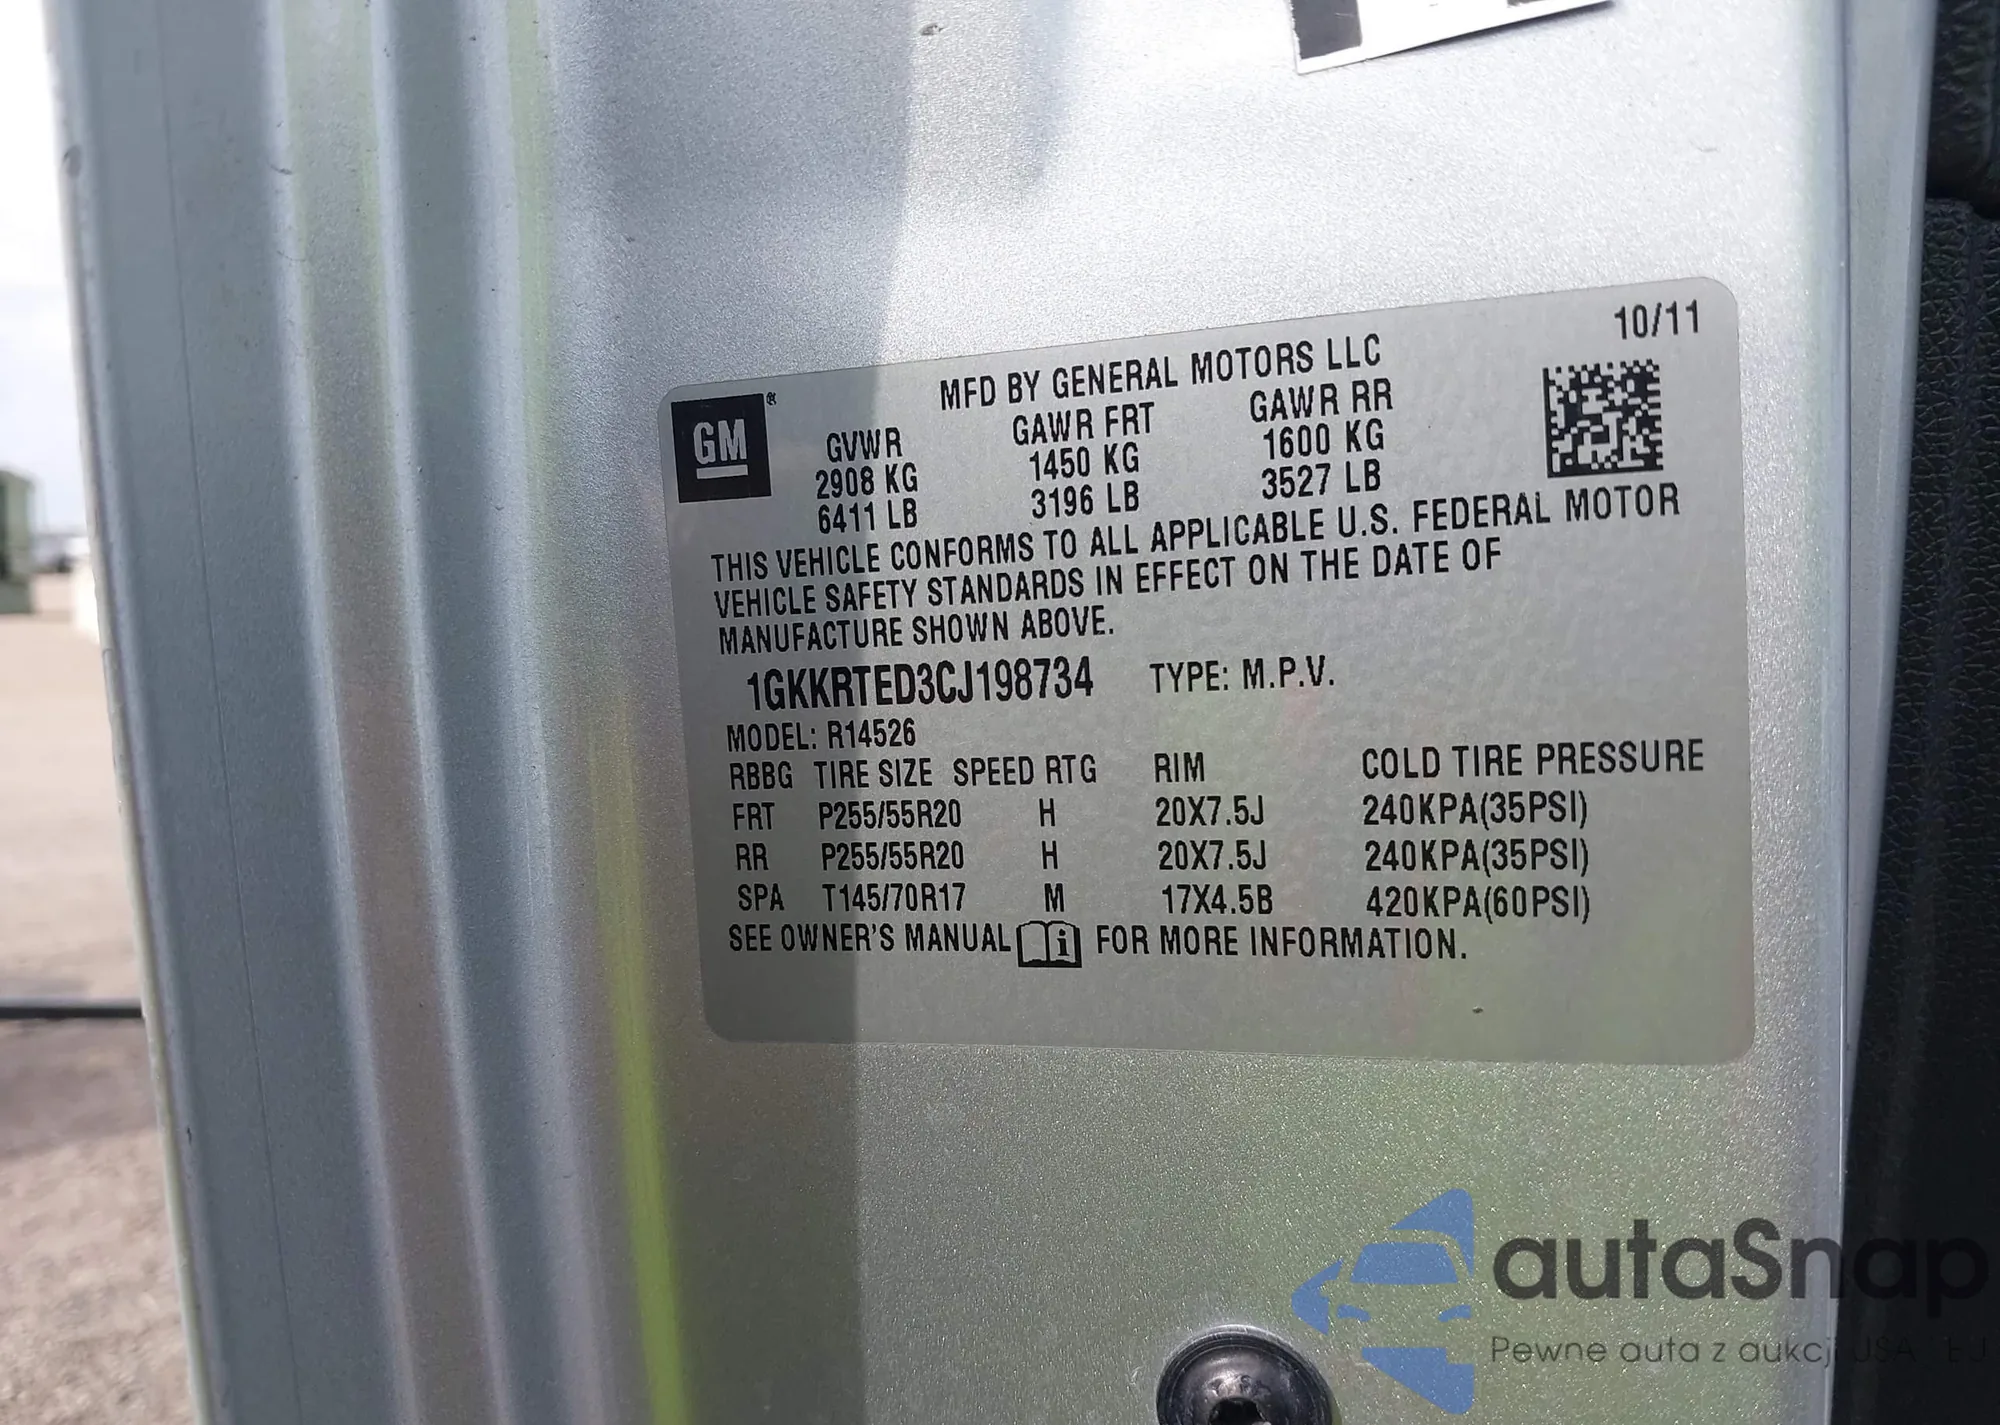 10/11
MFD BY GENERAL MOTORS LLC
GM ®
GVWR GAWR FRT GAWR RR
2908 KG 1450 KG 1600 KG
6411 LB 3196 LB 3527 LB
THIS VEHICLE CONFORMS TO ALL APPLICABLE U.S. FEDERAL MOTOR
VEHICLE SAFETY STANDARDS IN EFFECT ON THE DATE OF
MANUFACTURE SHOWN ABOVE.
1GKKRTED3CJ198734 TYPE: M.P.V.
MODEL: R14526
RBBG TIRE SIZE SPEED RTG RIM COLD TIRE PRESSURE
FRT P255/55R20 H 20X7.5J 240KPA(35PSI)
RR P255/55R20 H 20X7.5J 240KPA(35PSI)
SPA T145/70R17 M 17X4.5B 420KPA(60PSI)
SEE OWNER'S MANUAL i FOR MORE INFORMATION.
autaSnap
Pewne auta z aukcji USA